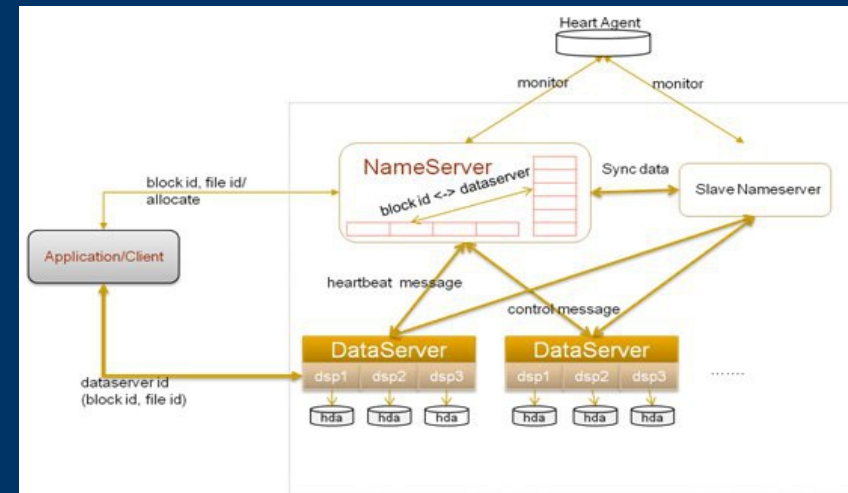 Heart Agent
monitor
monitor
NameServer
block id <-> dataserver
Sync data
Slave Nameserver
block id, file id/
allocate
Application/Client
heartbeat message
control message
DataServer
dsp1 dsp2 dsp3
hda hda hda
DataServer
dsp1 dsp2 dsp3
hda hda hda
.......
dataserver id
(block id, file id)